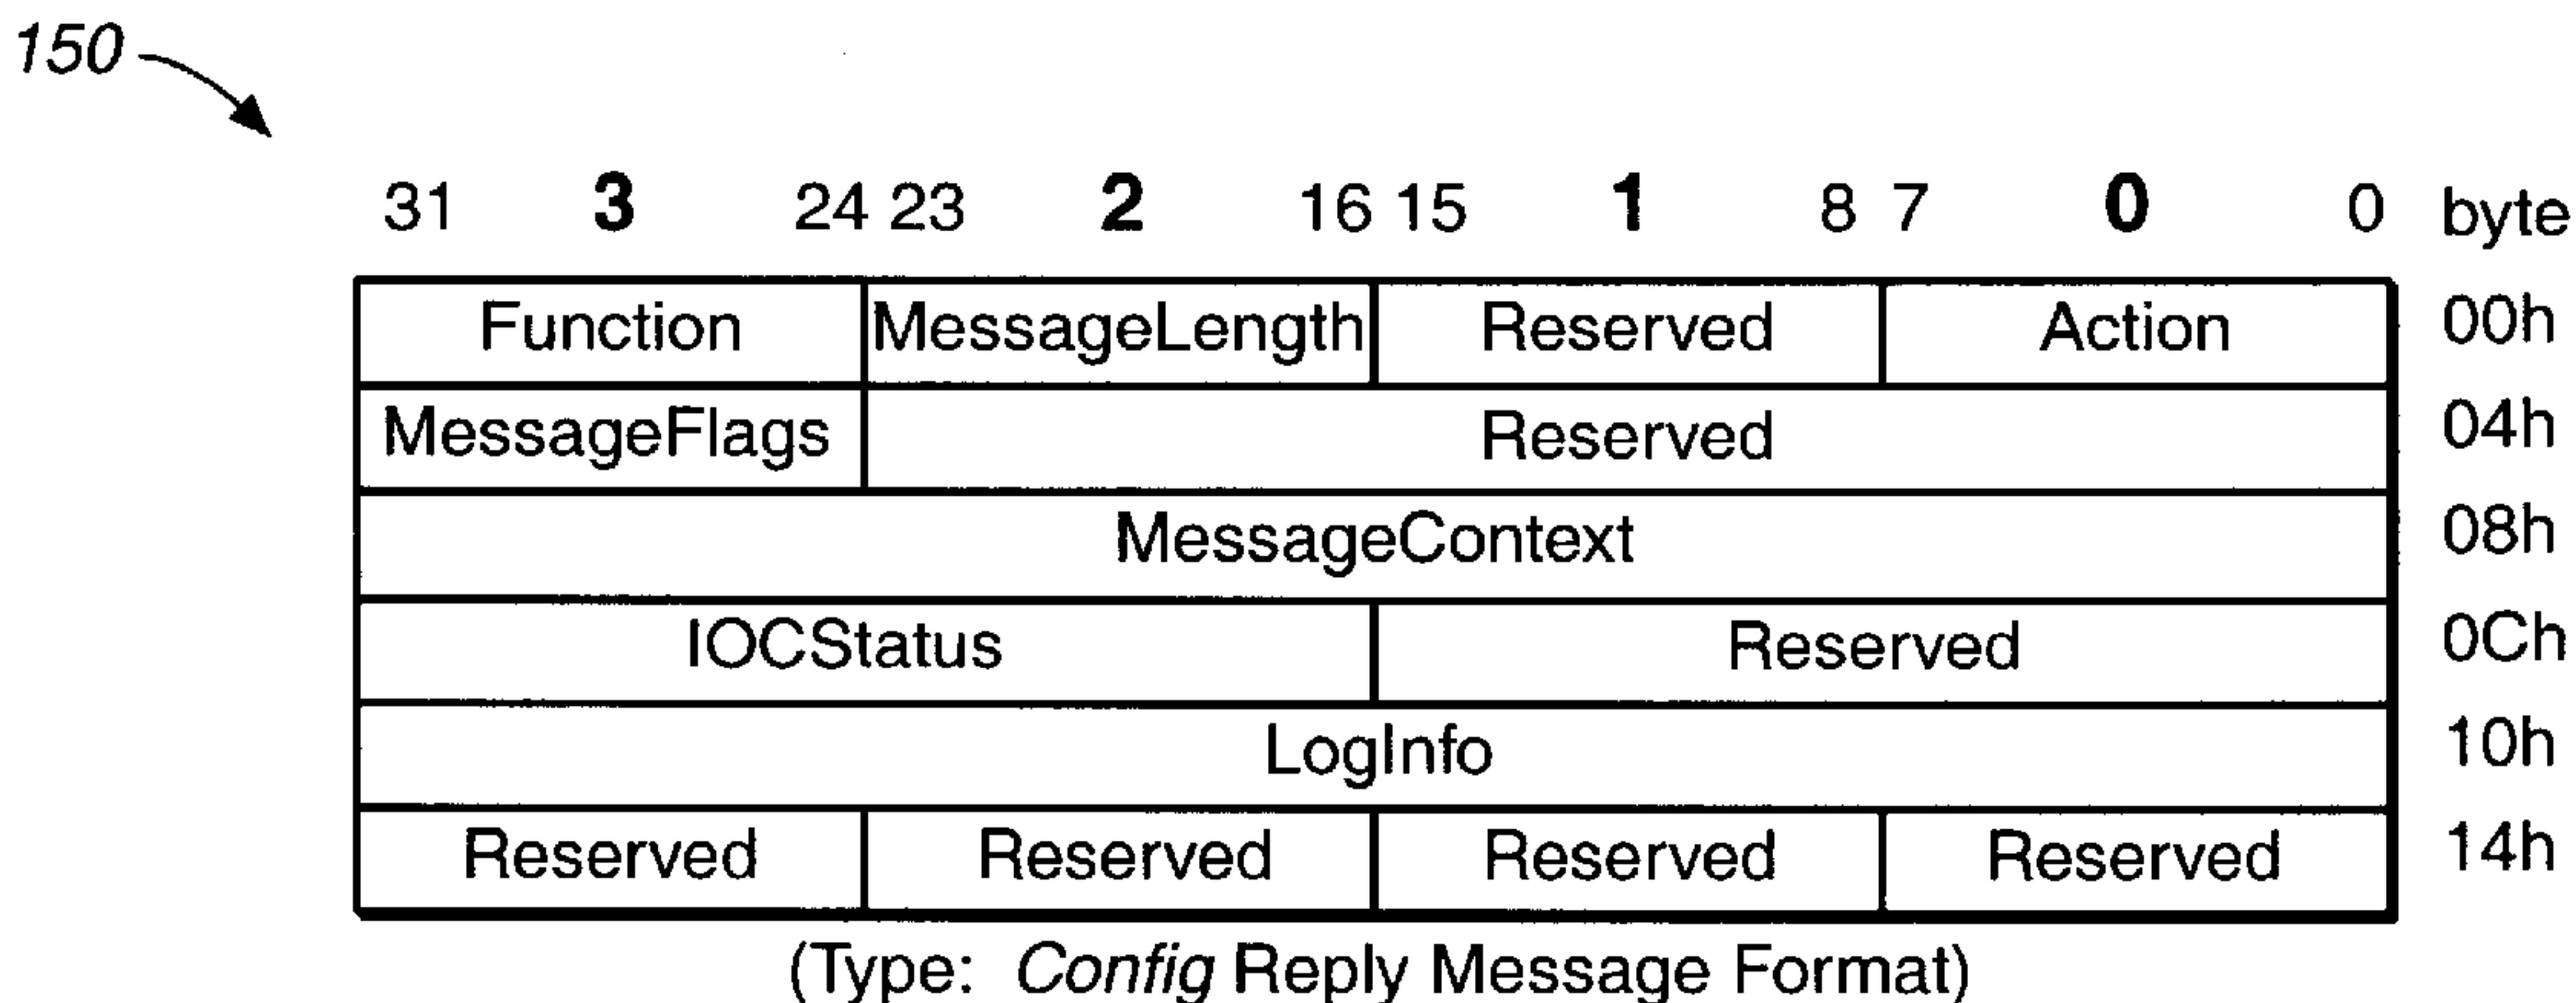 150
31 3 24 23 2 16 15 1 8 7 0 0 byte
Function MessageLength Reserved Action 00h
MessageFlags Reserved 04h
MessageContext 08h
IOCStatus Reserved 0Ch
LogInfo 10h
Reserved Reserved Reserved Reserved 14h
(Type: Config Reply Message Format)